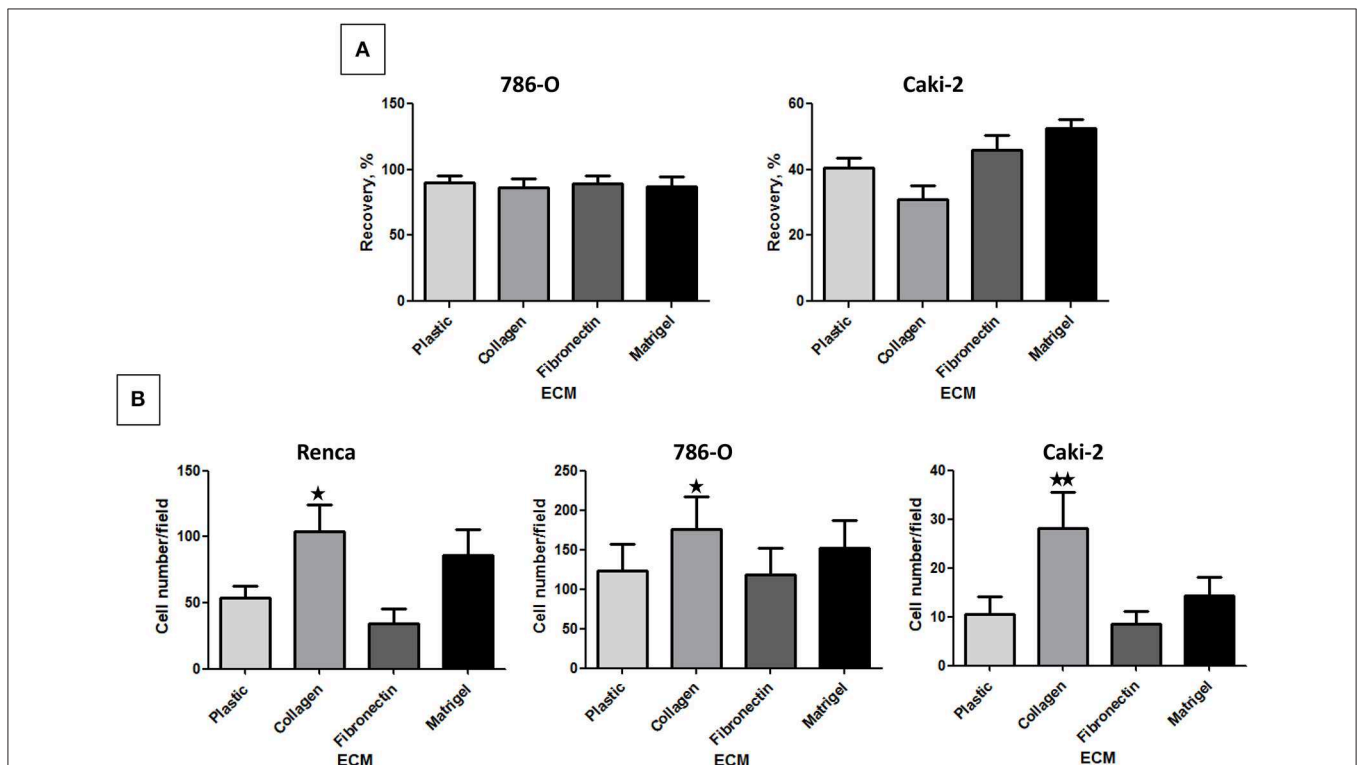 A
786-O
Caki-2
150
100
50
0
Recovery, %
Plastic
Collagen
Fibronectin
Matrigel
ECM
60
40
20
0
Recovery, %
Plastic
Collagen
Fibronectin
Matrigel
ECM
B
Renca
150
100
50
0
Cell number/field
★
Plastic
Collagen
Fibronectin
Matrigel
ECM
786-O
250
200
150
100
50
0
Cell number/field
★
Plastic
Collagen
Fibronectin
Matrigel
ECM
Caki-2
40
30
20
10
0
Cell number/field
★★
Plastic
Collagen
Fibronectin
Matrigel
ECM